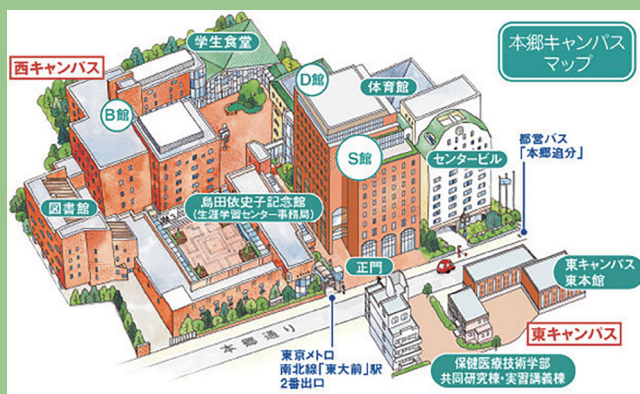 本郷キャンパス
マップ
学生食堂
西キャンパス
D館
体育館
B館
都営バス
「本郷追分」
S館
センタービル
図書館
島田依史子記念館
(生涯学習センター事務局)
正門
東キャンパス
東本館
本郷通り
東キャンパス
東京メトロ
南北線「東大前」駅
2番出口
保健医療技術学部
共同研究棟・実習講義棟